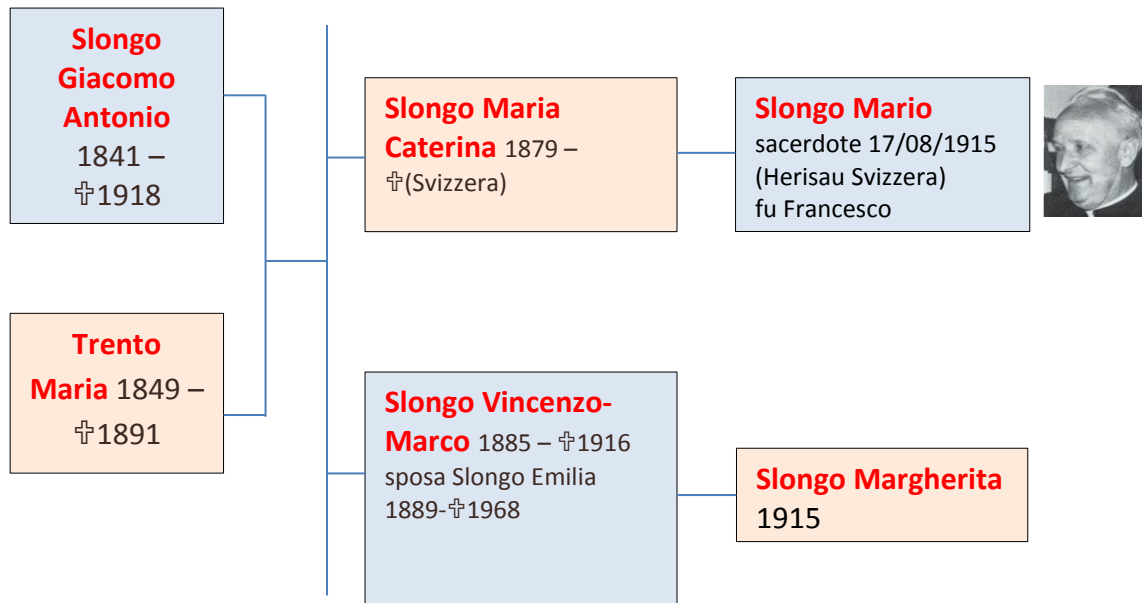 Slongo
Giacomo
Antonio
1841 –
✞1918
Trento
Maria 1849 –
✞1891
Slongo Maria
Caterina 1879 –
✞(Svizzera)
Slongo Mario
sacerdote 17/08/1915
(Herisau Svizzera)
fu Francesco
Slongo Vincenzo-
Marco 1885 – ✞1916
sposa Slongo Emilia
1889-✞1968
Slongo Margherita
1915